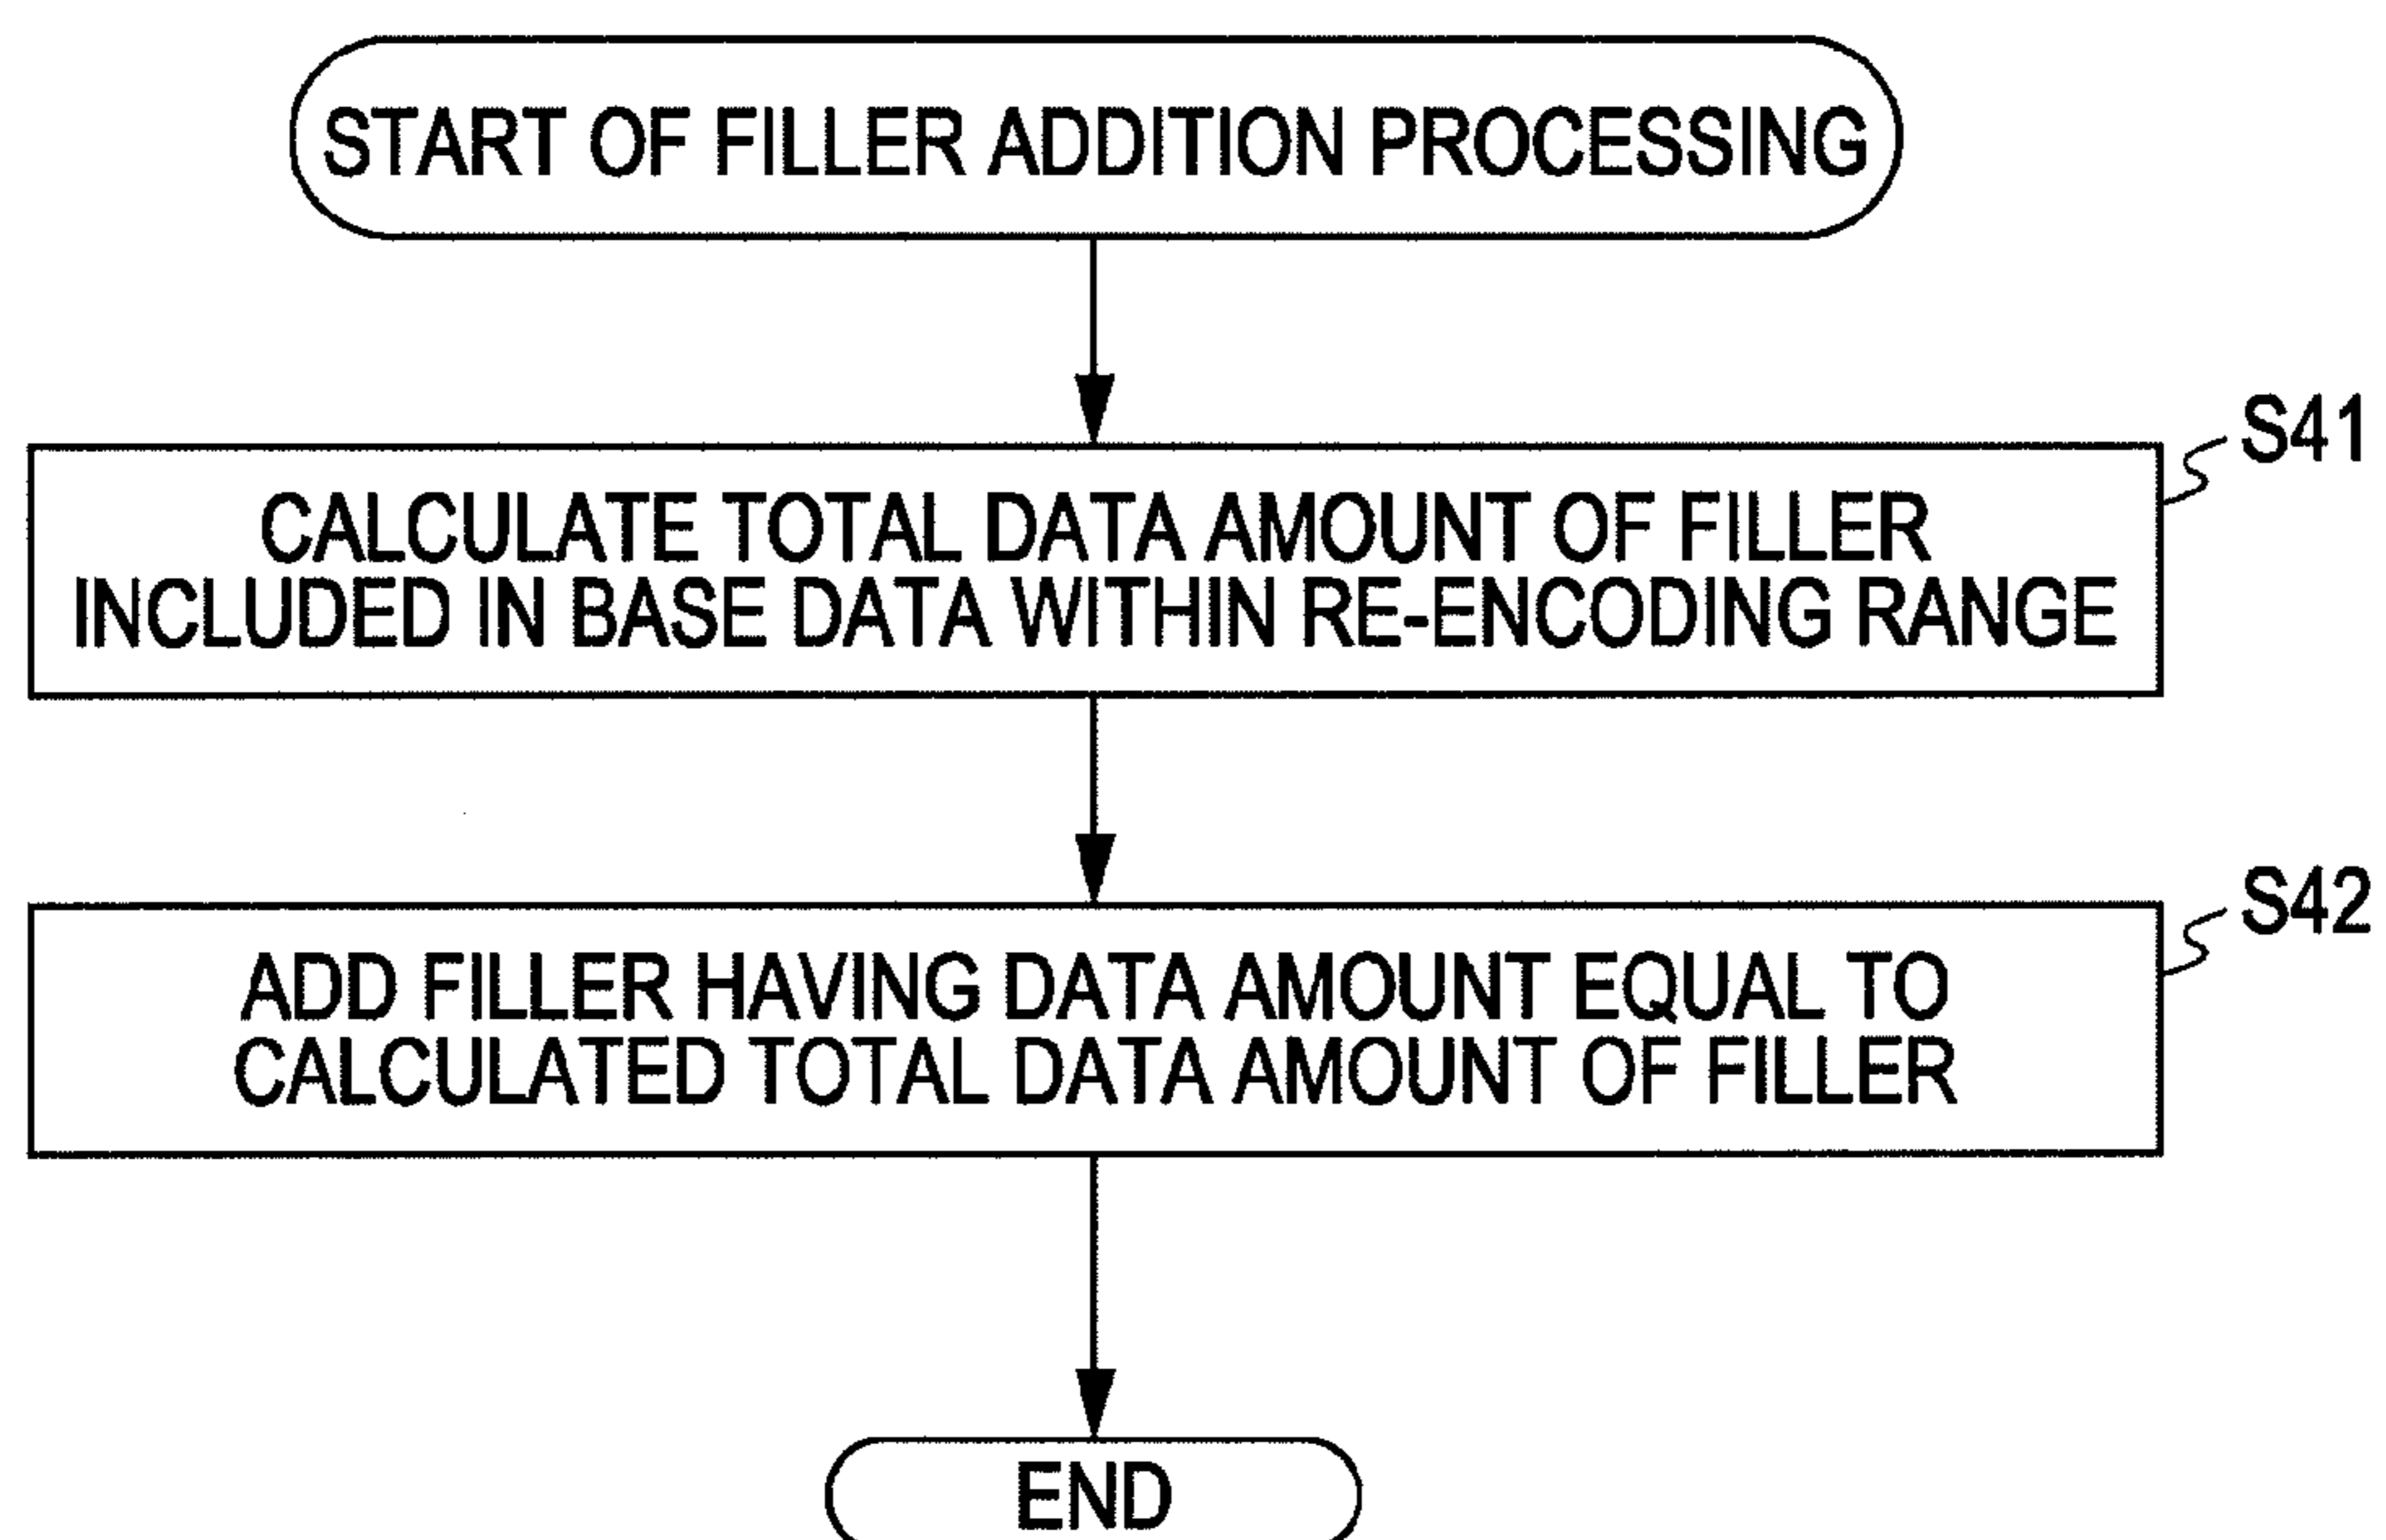 START OF FILLER ADDITION PROCESSING
S41
CALCULATE TOTAL DATA AMOUNT OF FILLER
INCLUDED IN BASE DATA WITHIN RE-ENCODING RANGE
S42
ADD FILLER HAVING DATA AMOUNT EQUAL TO
CALCULATED TOTAL DATA AMOUNT OF FILLER
END